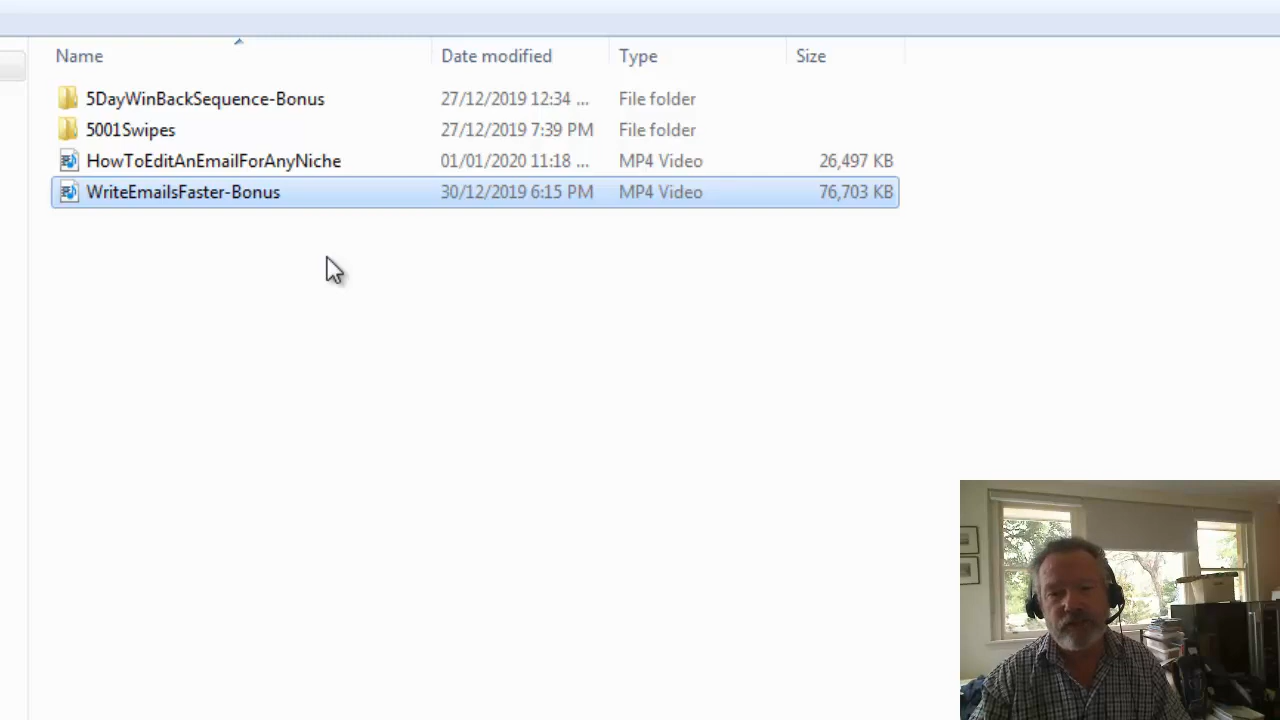 Name Date modified Type Size
5DayWinBackSequence-Bonus 27/12/2019 12:34 ... File folder
5001Swipes 27/12/2019 7:39 PM File folder
HowToEditAnEmailForAnyNiche 01/01/2020 11:18 ... MP4 Video 26,497 KB
WriteEmailsFaster-Bonus 30/12/2019 6:15 PM MP4 Video 76,703 KB